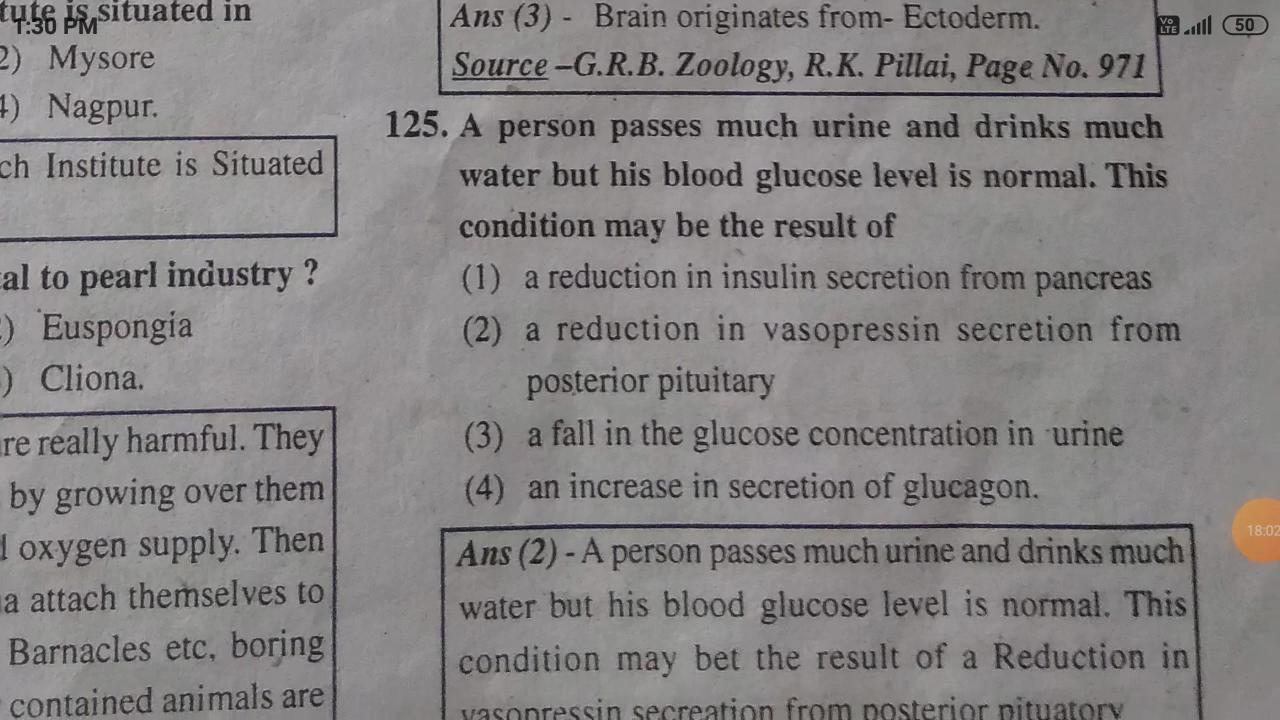 tute is situated in
1:30 PM
2) Mysore
4) Nagpur.
ch Institute is Situated
al to pearl industry ?
) Euspongia
) Cliona.
re really harmful. They
by growing over them
oxygen supply. Then
a attach themselves to
Barnacles etc, boring
contained animals are
Ans (3) - Brain originates from- Ectoderm.
Source –G.R.B. Zoology, R.K. Pillai, Page No. 971
Vo LTE 50
125. A person passes much urine and drinks much
water but his blood glucose level is normal. This
condition may be the result of
(1) a reduction in insulin secretion from pancreas
(2) a reduction in vasopressin secretion from
posterior pituitary
(3) a fall in the glucose concentration in urine
(4) an increase in secretion of glucagon.
18:02
Ans (2) - A person passes much urine and drinks much
water but his blood glucose level is normal. This
condition may bet the result of a Reduction in
vasopressin secreation from posterior pituatory